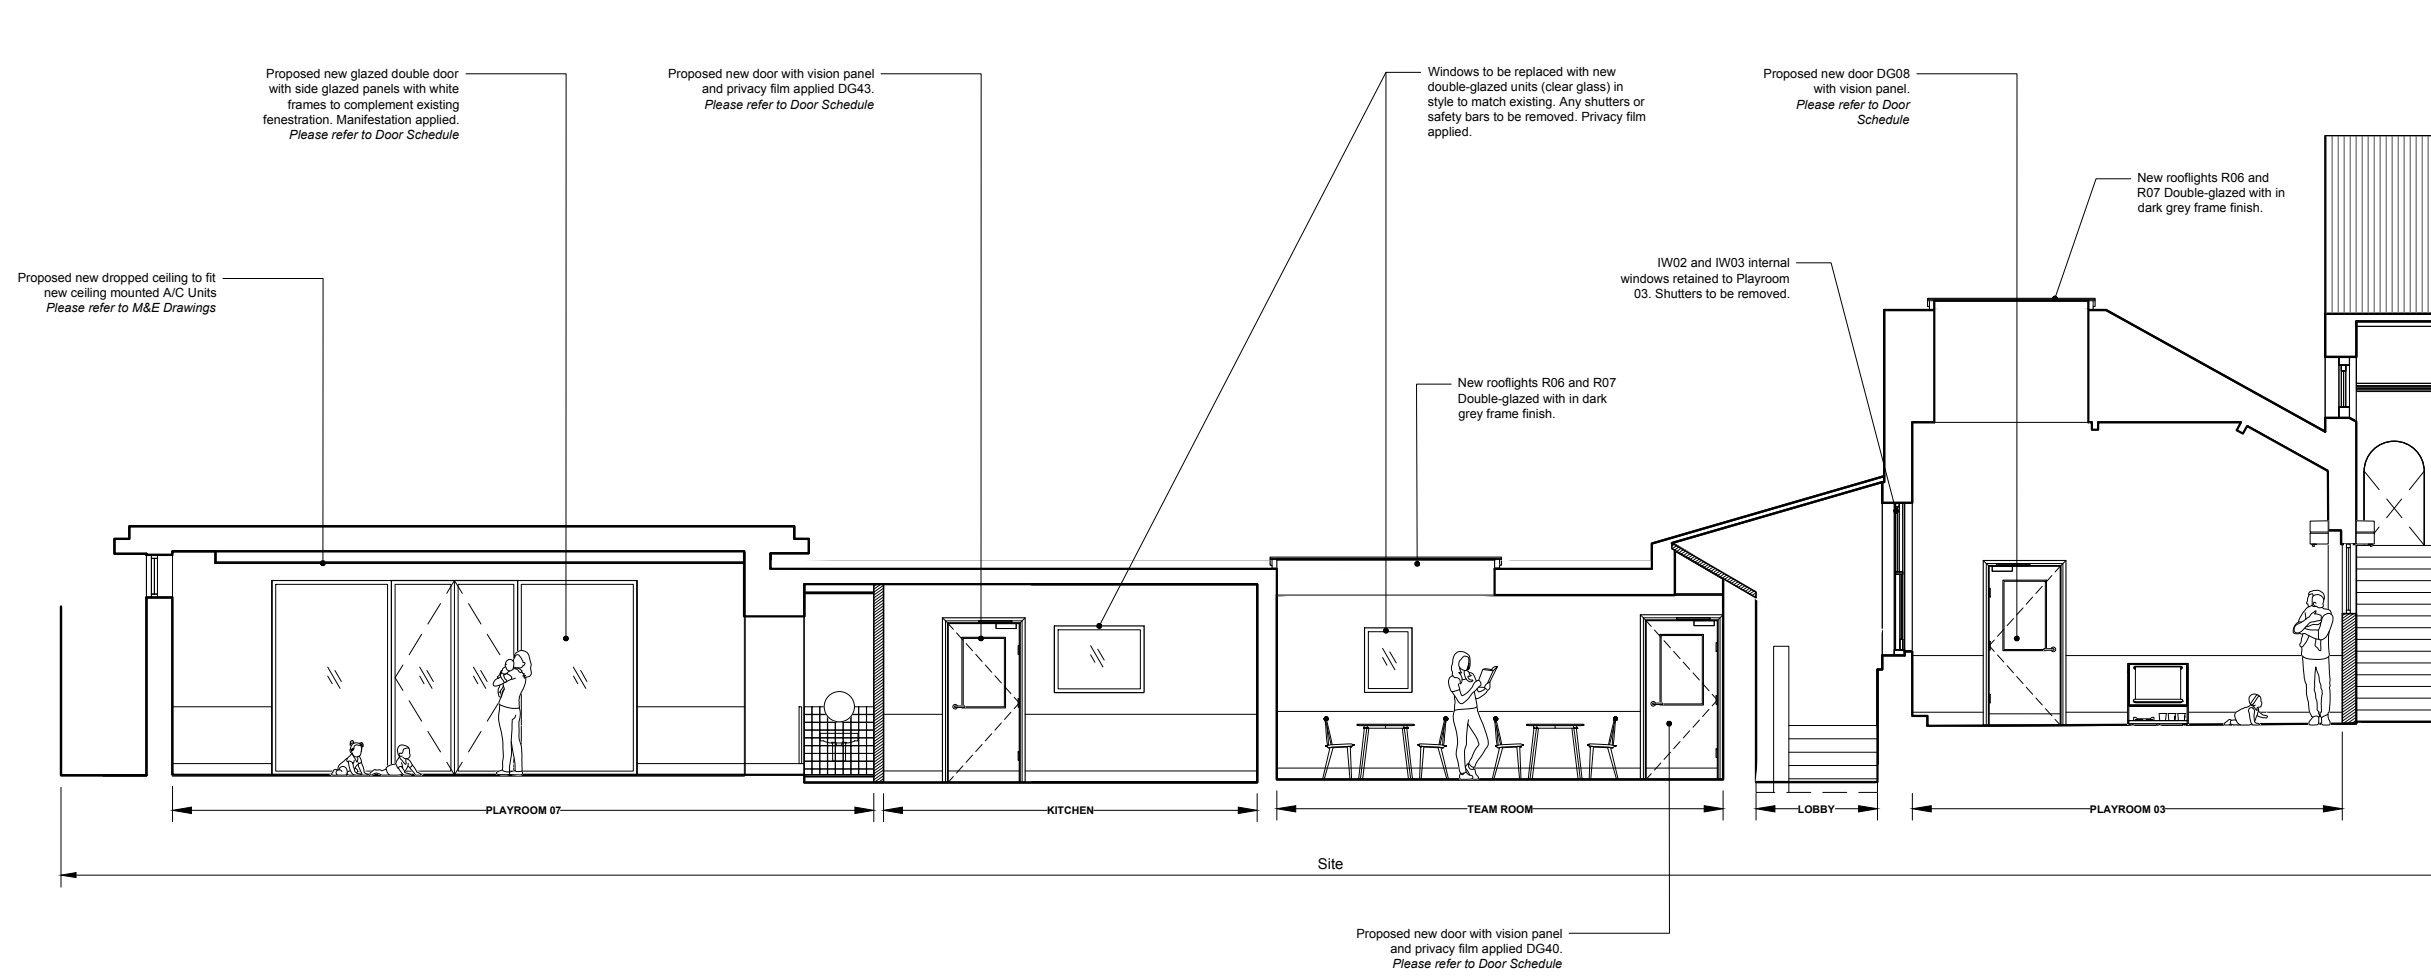 Proposed new glazed double door
with side glazed panels with white
frames to complement existing
fenestration. Manifestation applied.
Please refer to Door Schedule
Proposed new door with vision panel
and privacy film applied DG43.
Please refer to Door Schedule
Windows to be replaced with new
double-glazed units (clear glass) in
style to match existing. Any shutters or
safety bars to be removed. Privacy film
applied.
Proposed new door DG08
with vision panel.
Please refer to Door
Schedule
New rooflights R06 and
R07 Double-glazed with in
dark grey frame finish.
Proposed new dropped ceiling to fit
new ceiling mounted A/C Units
Please refer to M&E Drawings
IW02 and IW03 internal
windows retained to Playroom
03. Shutters to be removed.
New rooflights R06 and R07
Double-glazed with in dark
grey frame finish.
PLAYROOM 07
KITCHEN
TEAM ROOM
LOBBY
PLAYROOM 03
Site
Proposed new door with vision panel
and privacy film applied DG40.
Please refer to Door Schedule